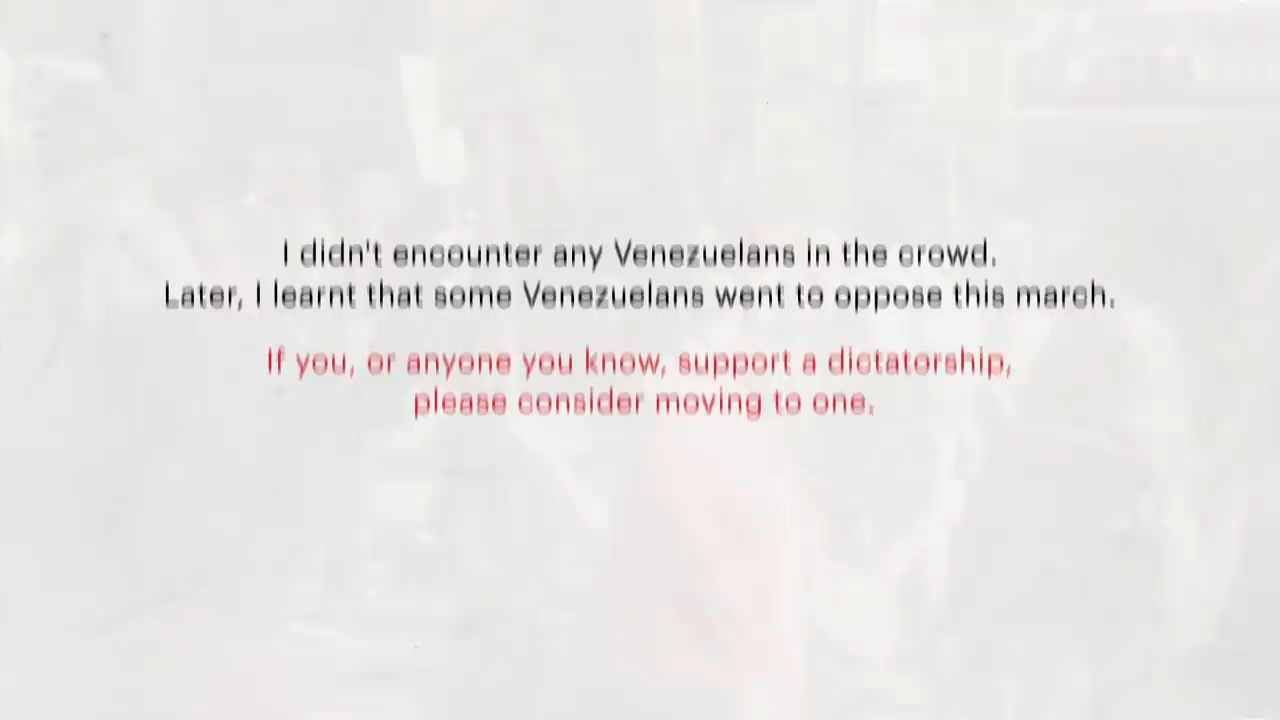 I didn't encounter any Venezuelans in the crowd.
Later, I learnt that some Venezuelans went to oppose this march.
If you, or anyone you know, support a dictatorship,
please consider moving to one.